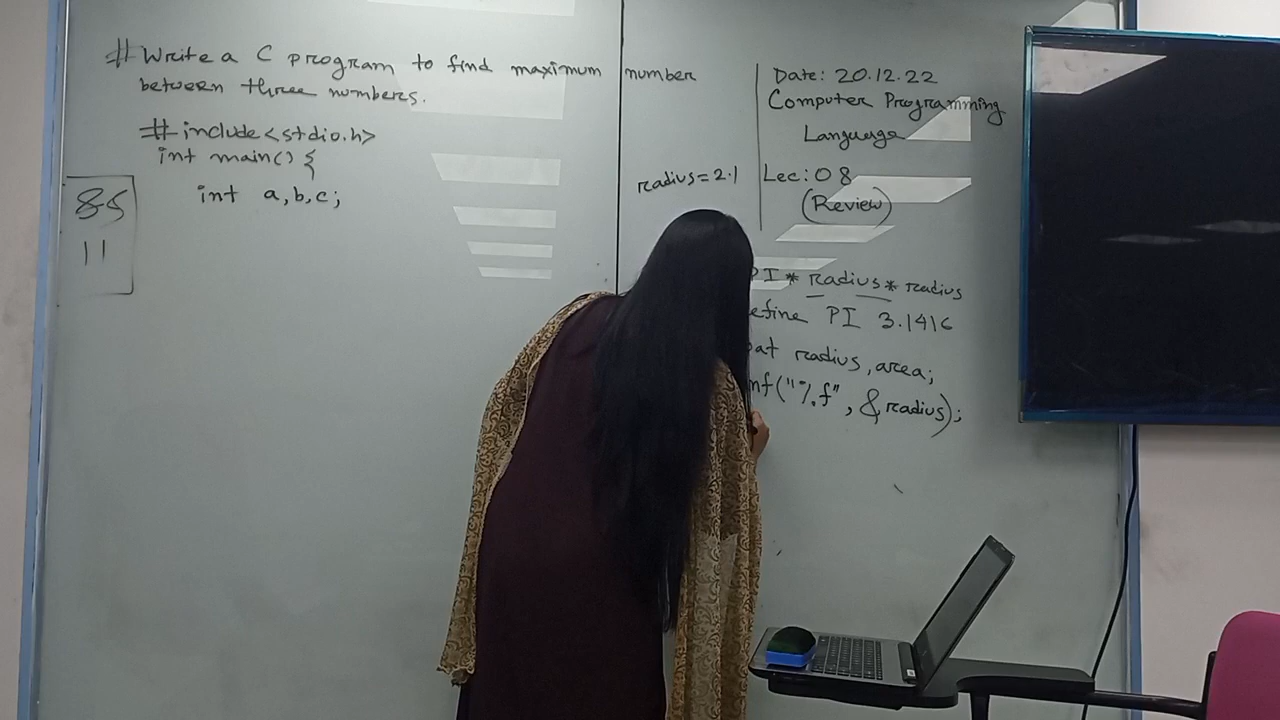 # Write a C program to find maximum number
between three numbers.
#include<stdio.h>
int main() {
int a,b,c;
85
11
radius=2.1
Date: 20.12.22
Computer Programming
Languerge
Lec: 08
(Review)
PI * radius * radius
efine PI 3.1416
at radius, area;
nf("%f", &radius);